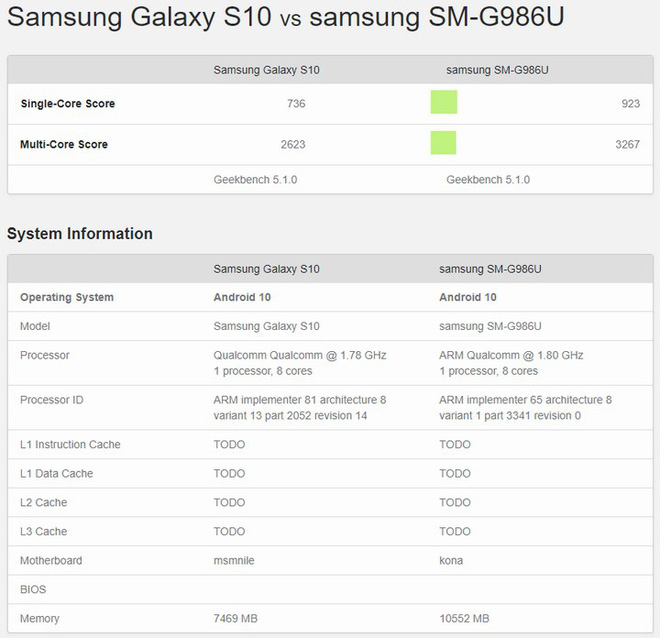 Samsung Galaxy S10 vs samsung SM-G986U
Samsung Galaxy S10 samsung SM-G986U
Single-Core Score 736 923
Multi-Core Score 2623 3267
Geekbench 5.1.0 Geekbench 5.1.0
System Information
Samsung Galaxy S10 samsung SM-G986U
Operating System Android 10 Android 10
Model Samsung Galaxy S10 samsung SM-G986U
Processor Qualcomm Qualcomm @ 1.78 GHz ARM Qualcomm @ 1.80 GHz
1 processor, 8 cores 1 processor, 8 cores
Processor ID ARM implementer 81 architecture 8 ARM implementer 65 architecture 8
variant 13 part 2052 revision 14 variant 1 part 3341 revision 0
L1 Instruction Cache TODO TODO
L1 Data Cache TODO TODO
L2 Cache TODO TODO
L3 Cache TODO TODO
Motherboard msmnile kona
BIOS
Memory 7469 MB 10552 MB